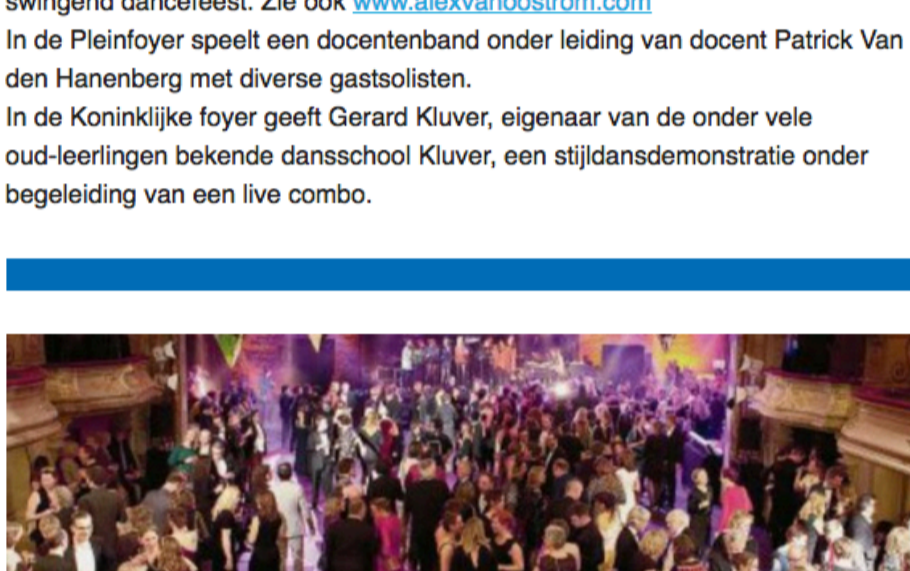 swingend dancefeest. Zie ook www.alexvanoostrom.com
In de Pleinfoyer speelt een docentenband onder leiding van docent Patrick Van
den Hanenberg met diverse gastsolisten.
In de Koninklijke foyer geeft Gerard Kluver, eigenaar van de onder vele
oud-leerlingen bekende dansschool Kluver, een stijldansdemonstratie onder
begeleiding van een live combo.